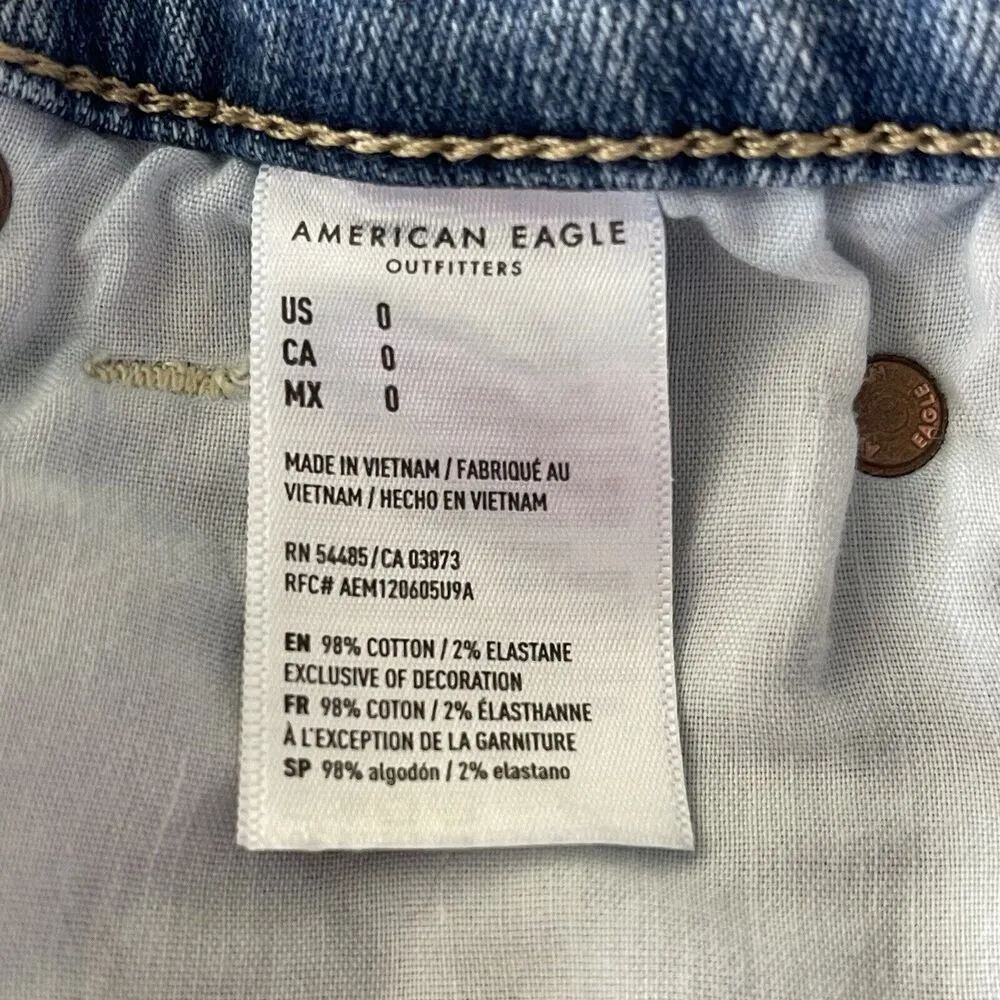 AMERICAN EAGLE
OUTFITTERS
US 0
CA 0
MX 0
MADE IN VIETNAM / FABRIQUÉ AU
VIETNAM / HECHO EN VIETNAM
RN 54485/CA 03873
RFC# AEM120605U9A
EN 98% COTTON / 2% ELASTANE
EXCLUSIVE OF DECORATION
FR 98% COTON / 2% ÉLASTHANNE
À L'EXCEPTION DE LA GARNITURE
SP 98% algodón / 2% elastano
EAGLE